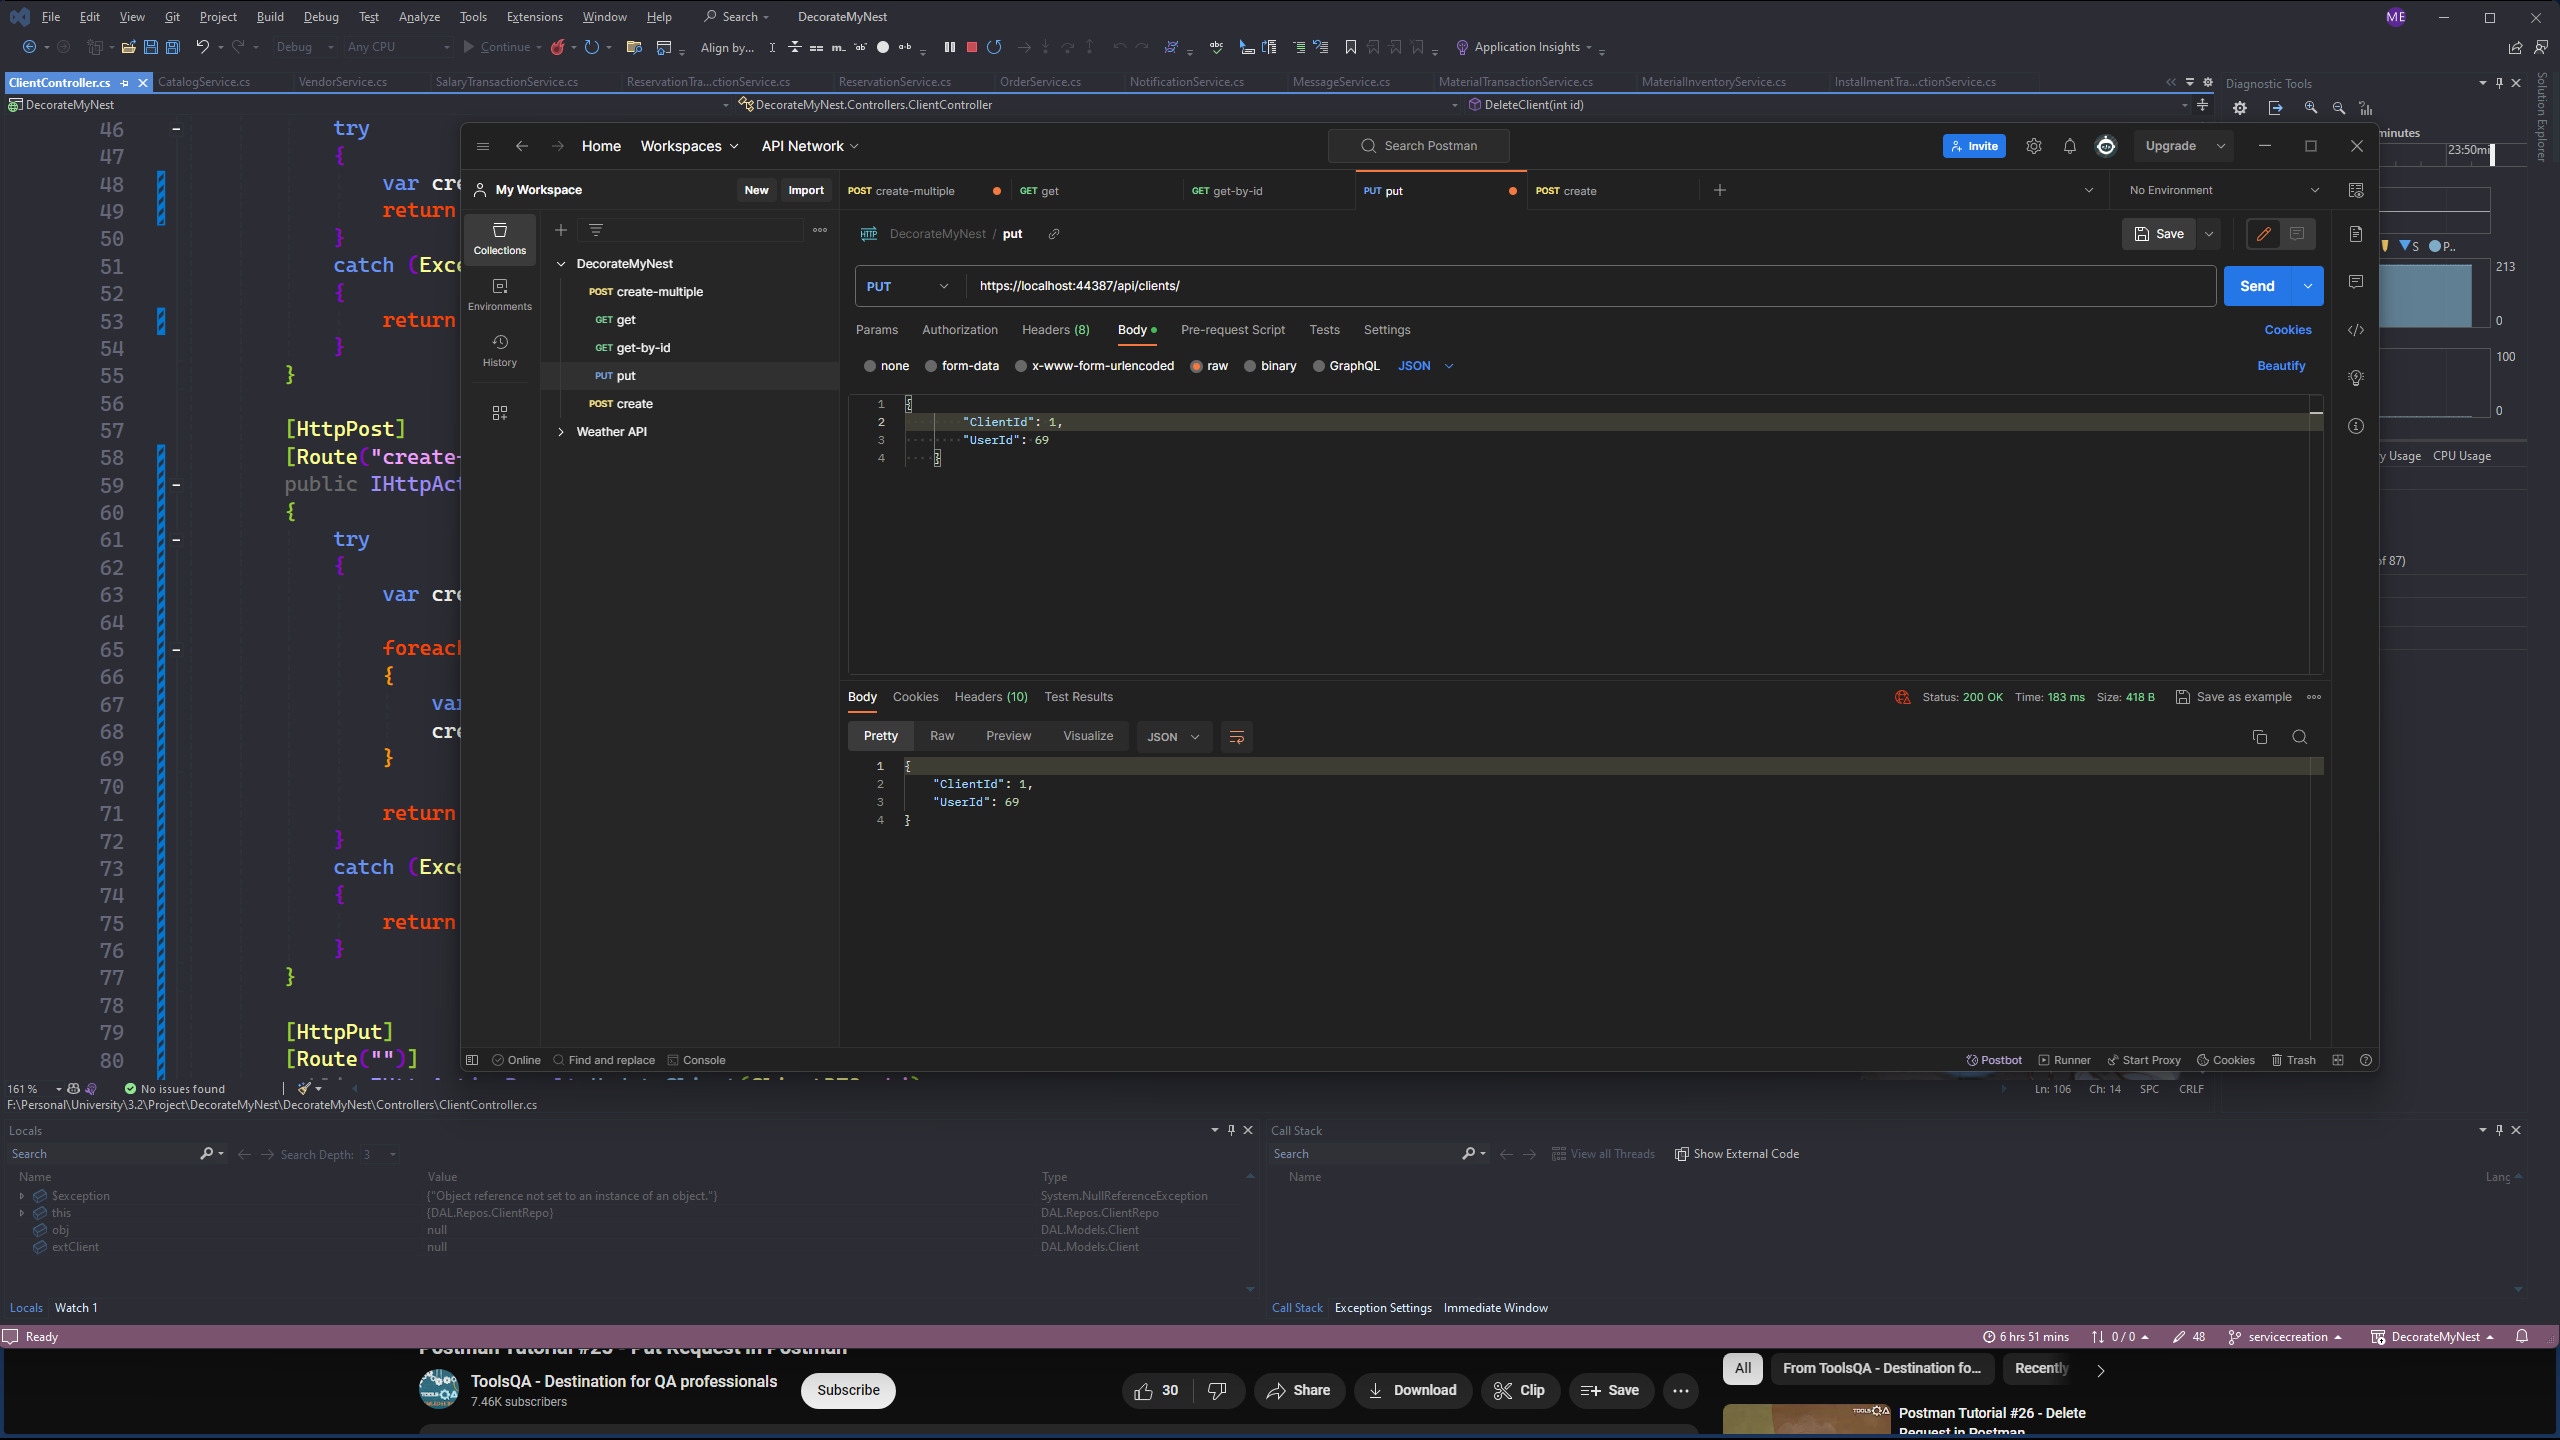 File Edit View Git Project Build Debug Test Analyze Tools Extensions Window Help Search DecorateMyNest ME
Debug Any CPU Continue Align by... Application Insights
ClientController.cs CatalogService.cs VendorService.cs SalaryTransactionService.cs ReservationTra...ctionService.cs ReservationService.cs OrderService.cs NotificationService.cs MessageService.cs MaterialTransactionService.cs MaterialInventoryService.cs InstallmentTra...ctionService.cs Diagnostic Tools
DecorateMyNest DecorateMyNest.Controllers.ClientController DeleteClient(int id)
Solution Explorer
minutes
23:50mi
S P..
213
0
100
0
ry Usage CPU Usage
of 87)
46 try
47 {
48 var cre
49 return
50 }
51 catch (Exce
52 {
53 return
54 }
55 }
56
57 [HttpPost]
58 [Route("create-
59 public IHttpAct
60 {
61 try
62 {
63 var cre
64
65 foreach
66 {
67 var
68 cre
69 }
70
71 return
72 }
73 catch (Exce
74 {
75 return
76 }
77 }
78
79 [HttpPut]
80 [Route("")]
Home Workspaces API Network Search Postman Invite Upgrade
My Workspace New Import POST create-multiple GET get GET get-by-id PUT put POST create No Environment
Collections
Environments
History
DecorateMyNest
POST create-multiple
GET get
GET get-by-id
PUT put
POST create
Weather API
HTTP DecorateMyNest / put Save
PUT https://localhost:44387/api/clients/ Send
Params Authorization Headers (8) Body Pre-request Script Tests Settings Cookies
none form-data x-www-form-urlencoded raw binary GraphQL JSON Beautify
1 {
2 "ClientId": 1,
3 "UserId": 69
4 }
Body Cookies Headers (10) Test Results Status: 200 OK Time: 183 ms Size: 418 B Save as example
Pretty Raw Preview Visualize JSON
1 {
2 "ClientId": 1,
3 "UserId": 69
4 }
Online Find and replace Console Postbot Runner Start Proxy Cookies Trash
161 % No issues found Ln: 106 Ch: 14 SPC CRLF
F:\Personal\University\3.2\Project\DecorateMyNest\DecorateMyNest\Controllers\ClientController.cs
Locals
Search Search Depth: 3
Name Value Type
$exception {"Object reference not set to an instance of an object."} System.NullReferenceException
this {DAL.Repos.ClientRepo} DAL.Repos.ClientRepo
obj null DAL.Models.Client
extClient null DAL.Models.Client
Locals Watch 1
Call Stack
Search View all Threads Show External Code
Name Lang
Call Stack Exception Settings Immediate Window
Ready 6 hrs 51 mins 0 / 0 48 servicecreation DecorateMyNest
Postman Tutorial #25 - Put Request in Postman
ToolsQA - Destination for QA professionals
7.46K subscribers
Subscribe 30 Share Download Clip Save
All From ToolsQA - Destination fo... Recently
Postman Tutorial #26 - Delete
Request in Postman